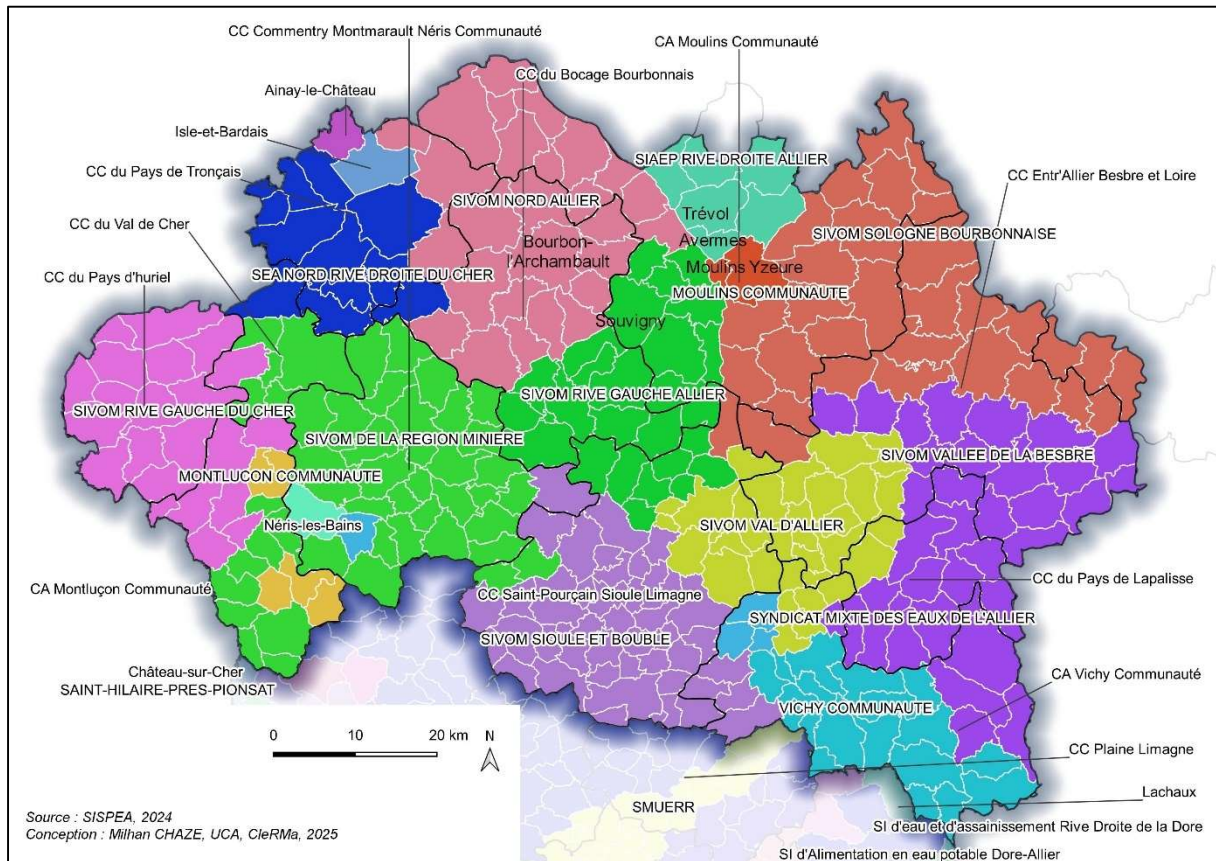 CC Commentry Montmarault Néris Communauté
CA Moulins Communauté
CC du Bocage Bourbonnais
Ainay-le-Château
Isle-et-Bardais
SIAEP RIVE DROITE ALLIER
CC du Pays de Tronçais
CC Entr'Allier Besbre et Loire
SIVOM NORD ALLIER
Trévol
CC du Val de Cher
SIVOM SOLOGNE BOURBONNAISE
Bourbon-
l'Archambault
Avermes
SEA NORD RIVE DROITE DU CHER
Moulins Yzeure
CC du Pays d'huriel
MOULINS COMMUNAUTE
Souvigny
SIVOM RIVE GAUCHE ALLIER
SIVOM RIVE GAUCHE DU CHER
SIVOM DE LA REGION MINIERE
SIVOM VALLEE DE LA BESBRE
MONTLUCON COMMUNAUTE
Néris-les-Bains
SIVOM VAL D'ALLIER
CA Montluçon Communauté
CC Saint-Pourçain Sioule Limagne
CC du Pays de Lapalisse
SYNDICAT MIXTE DES EAUX DE L'ALLIER
SIVOM SIOULE ET BOUBLE
Château-sur-Cher
SAINT-HILAIRE-PRES-PIONSAT
CA Vichy Communauté
VICHY COMMUNAUTE
0 10 20 km
N
CC Plaine Limagne
SMUERR
Lachaux
Source : SISPEA, 2024
Conception : Milhan CHAZE, UCA, CleRMa, 2025
SI d'eau et d'assainissement Rive Droite de la Dore
SI d'Alimentation en eau potable Dore-Allier